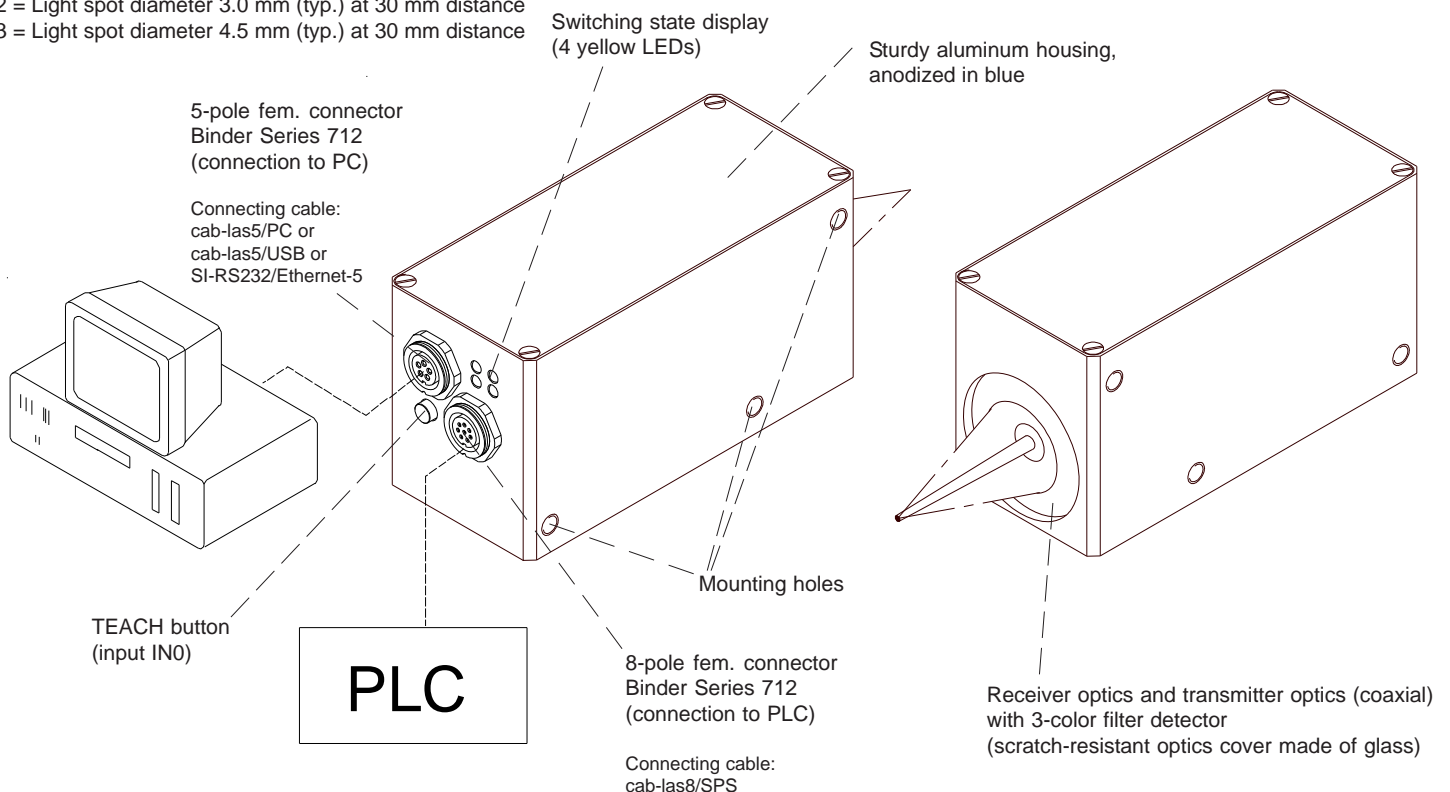 2 = Light spot diameter 3.0 mm (typ.) at 30 mm distance
3 = Light spot diameter 4.5 mm (typ.) at 30 mm distance
Switching state display
(4 yellow LEDs)
Sturdy aluminum housing,
anodized in blue
5-pole fem. connector
Binder Series 712
(connection to PC)
Connecting cable:
cab-las5/PC or
cab-las5/USB or
SI-RS232/Ethernet-5
Mounting holes
TEACH button
(input IN0)
PLC
8-pole fem. connector
Binder Series 712
(connection to PLC)
Connecting cable:
cab-las8/SPS
Receiver optics and transmitter optics (coaxial)
with 3-color filter detector
(scratch-resistant optics cover made of glass)